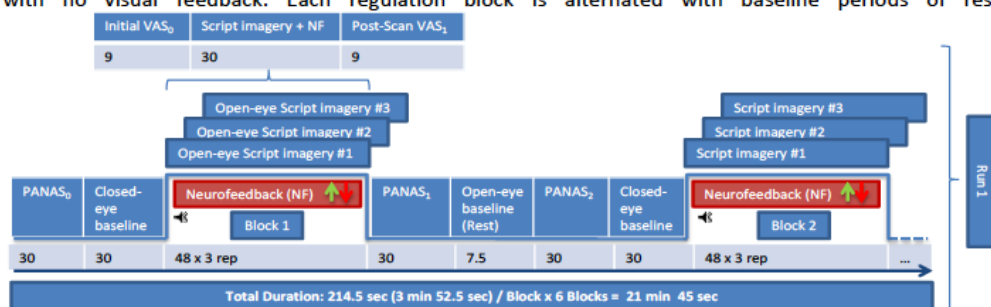 with no visual feedback. Each regulation block is alternated with baseline periods of res
Initial VAS₀ Script imagery + NF Post-Scan VAS₁
9 30 9
Open-eye Script imagery #3
Open-eye Script imagery #2
Open-eye Script imagery #1
Script imagery #3
Script imagery #2
Script imagery #1
PANAS₀ Closed-eye baseline Neurofeedback (NF) Block 1 PANAS₁ Open-eye baseline (Rest) PANAS₂ Closed-eye baseline Neurofeedback (NF) Block 2
30 30 48 x 3 rep 30 7.5 30 30 48 x 3 rep ...
Total Duration: 214.5 sec (3 min 52.5 sec) / Block x 6 Blocks = 21 min 45 sec
Run 1